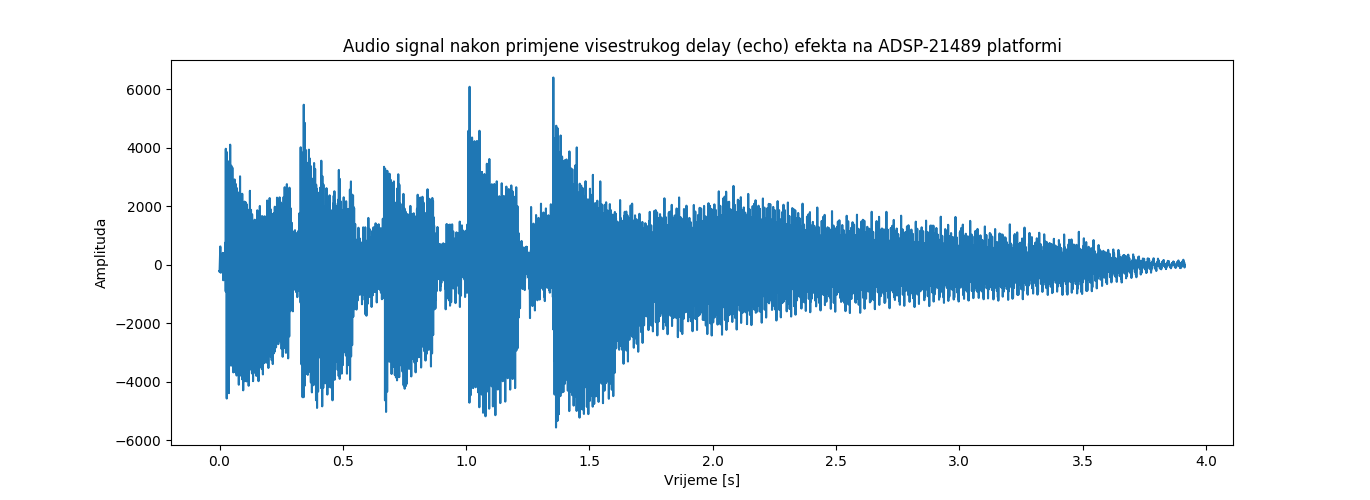 Audio signal nakon primjene visestrukog delay (echo) efekta na ADSP-21489 platformi
6000
4000
2000
0
−2000
−4000
−6000
Amplituda
0.0 0.5 1.0 1.5 2.0 2.5 3.0 3.5 4.0
Vrijeme [s]